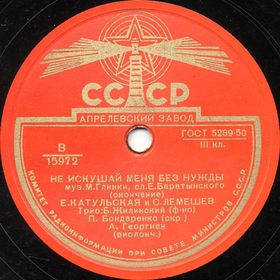 СССР
АПРЕЛЕВСКИЙ ЗАВОД
ГОСТ 5289-50
III кл.
В
15972
НЕ ИСКУШАЙ МЕНЯ БЕЗ НУЖДЫ
муз. М. Глинки, сл. Е. Баратынского
(окончание)
Е. КАТУЛЬСКАЯ и С. ЛЕМЕШЕВ
Трио: Б. Жилинский (ф-но)
П. Бондаренко (скр.)
А. Георгиан
(виолонч.)
КОМИТЕТ РАДИОИНФОРМАЦИИ ПРИ СОВЕТЕ МИНИСТРОВ СССР.